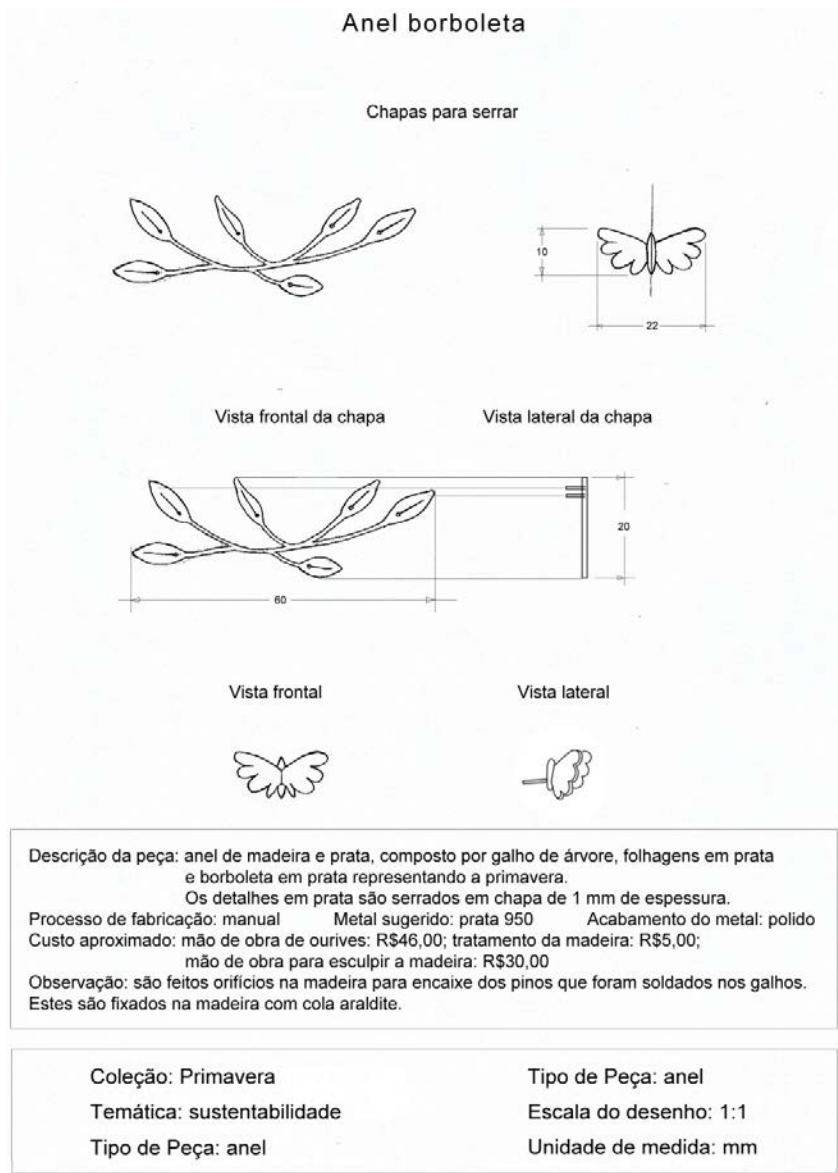 Anel borboleta
Chapas para serrar
10
22
Vista frontal da chapa
Vista lateral da chapa
20
60
Vista frontal
Vista lateral
Descrição da peça: anel de madeira e prata, composto por galho de árvore, folhagens em prata
e borboleta em prata representando a primavera.
Os detalhes em prata são serrados em chapa de 1 mm de espessura.
Processo de fabricação: manual Metal sugerido: prata 950 Acabamento do metal: polido
Custo aproximado: mão de obra de ourives: R$46,00; tratamento da madeira: R$5,00;
mão de obra para esculpir a madeira: R$30,00
Observação: são feitos orifícios na madeira para encaixe dos pinos que foram soldados nos galhos.
Estes são fixados na madeira com cola araldite.
Coleção: Primavera
Tipo de Peça: anel
Temática: sustentabilidade
Escala do desenho: 1:1
Tipo de Peça: anel
Unidade de medida: mm